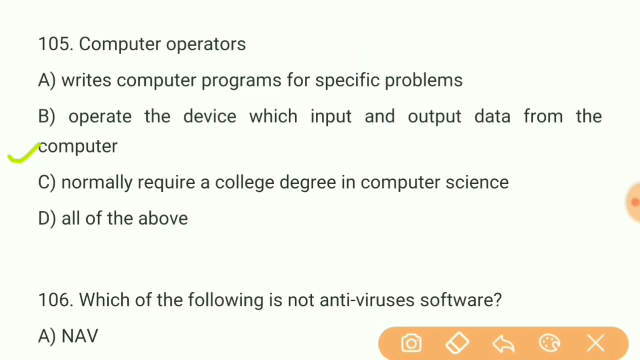 105. Computer operators
A) writes computer programs for specific problems
B) operate the device which input and output data from the
computer
C) normally require a college degree in computer science
D) all of the above
106. Which of the following is not anti-viruses software?
A) NAV